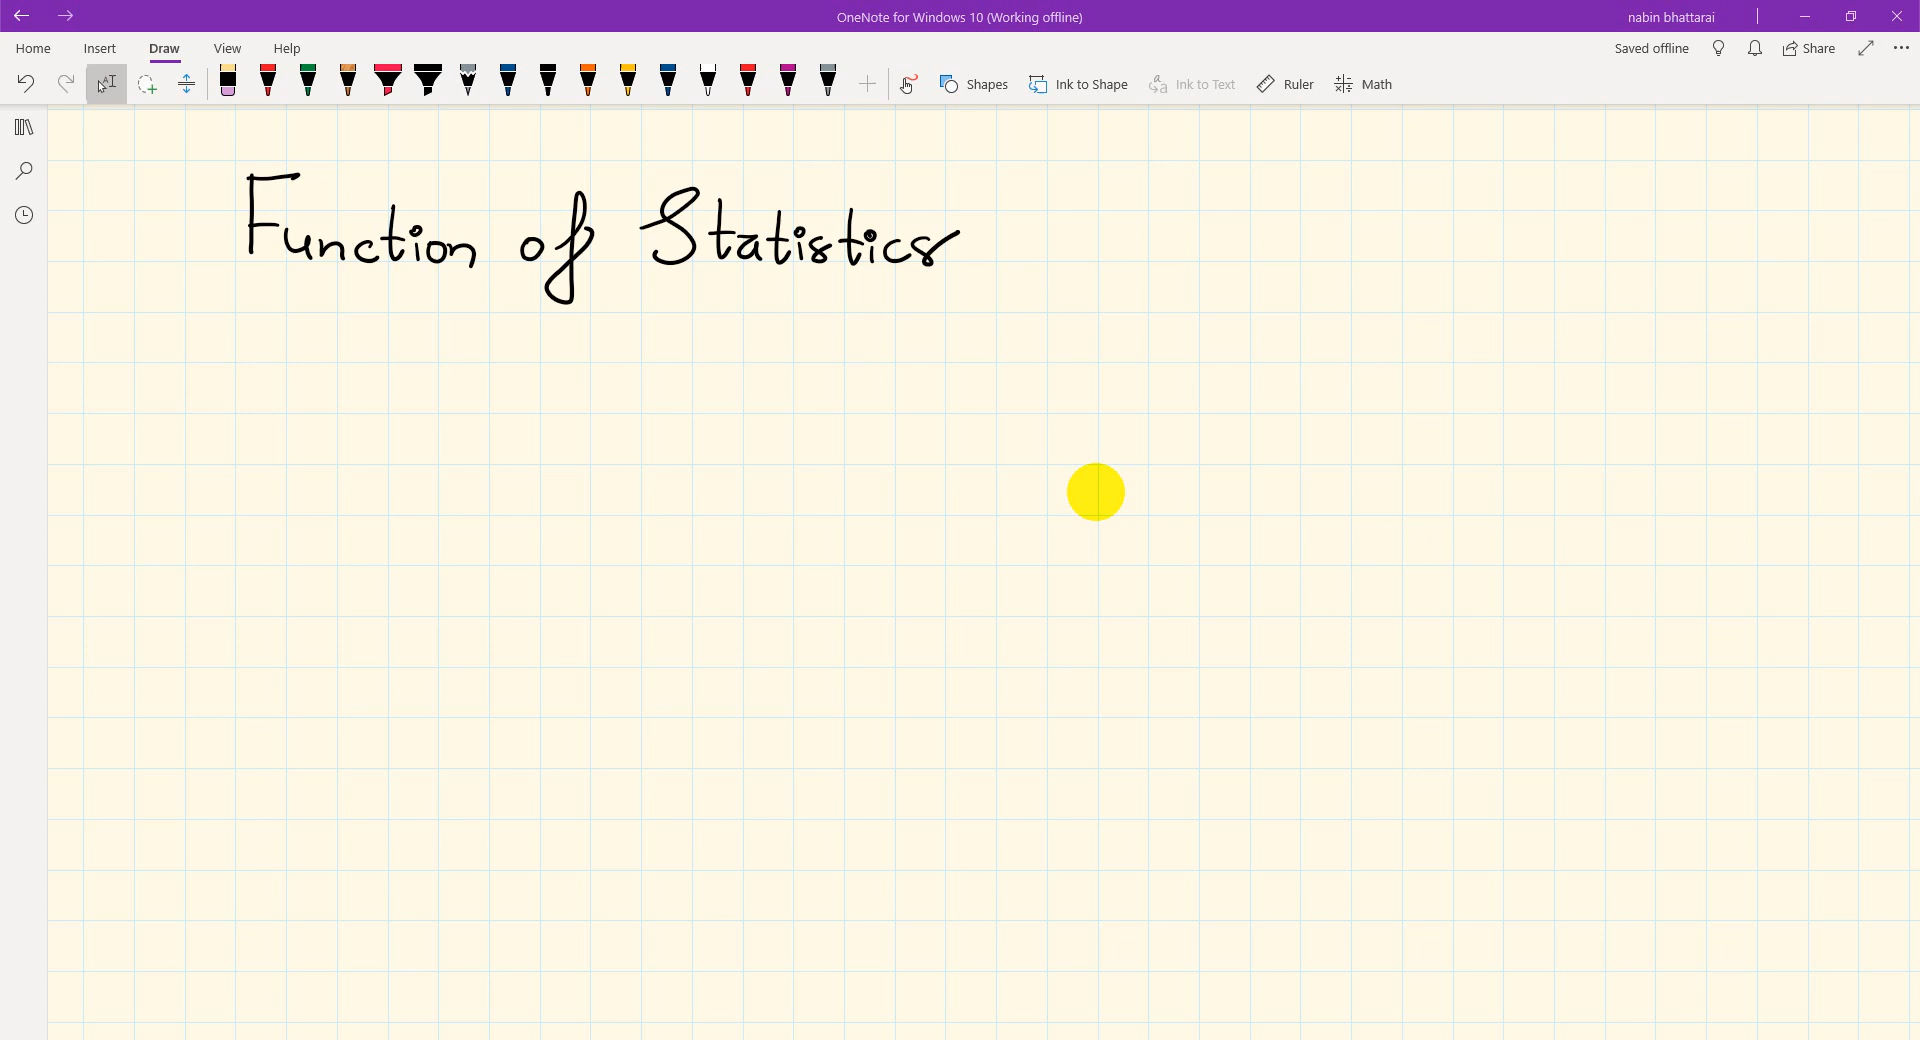 OneNote for Windows 10 (Working offline) nabin bhattarai
Home Insert Draw View Help Saved offline Share
Shapes Ink to Shape Ink to Text Ruler Math
Function of Statistics